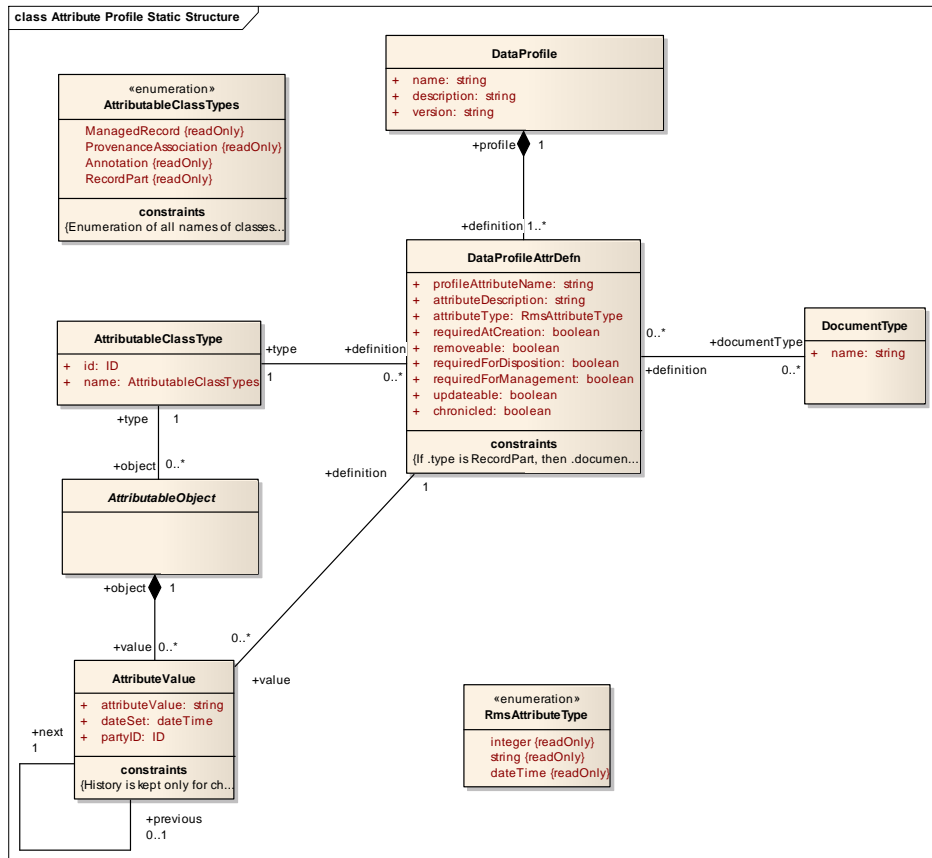 class Attribute Profile Static Structure
DataProfile
+ name: string
+ description: string
+ version: string
«enumeration»
AttributableClassTypes
ManagedRecord {readOnly}
ProvenanceAssociation {readOnly}
Annotation {readOnly}
RecordPart {readOnly}
constraints
{Enumeration of all names of classes...
+profile 1
+definition 1..*
DataProfileAttrDefn
+ profileAttributeName: string
+ attributeDescription: string
+ attributeType: RmsAttributeType
+ requiredAtCreation: boolean
+ removeable: boolean
+ requiredForDisposition: boolean
+ requiredForManagement: boolean
+ updateable: boolean
+ chronicled: boolean
constraints
{If .type is RecordPart, then .documen...
0..*
+documentType
+definition
0..*
DocumentType
+ name: string
AttributableClassType
+ id: ID
+ name: AttributableClassTypes
+type
1
+definition
0..*
+type 1
+object 0..*
AttributableObject
+definition
1
+object 1
+value 0..*
0..*
+value
AttributeValue
+ attributeValue: string
+ dateSet: dateTime
+ partyID: ID
constraints
{History is kept only for ch...
+next
1
+previous
0..1
«enumeration»
RmsAttributeType
integer {readOnly}
string {readOnly}
dateTime {readOnly}